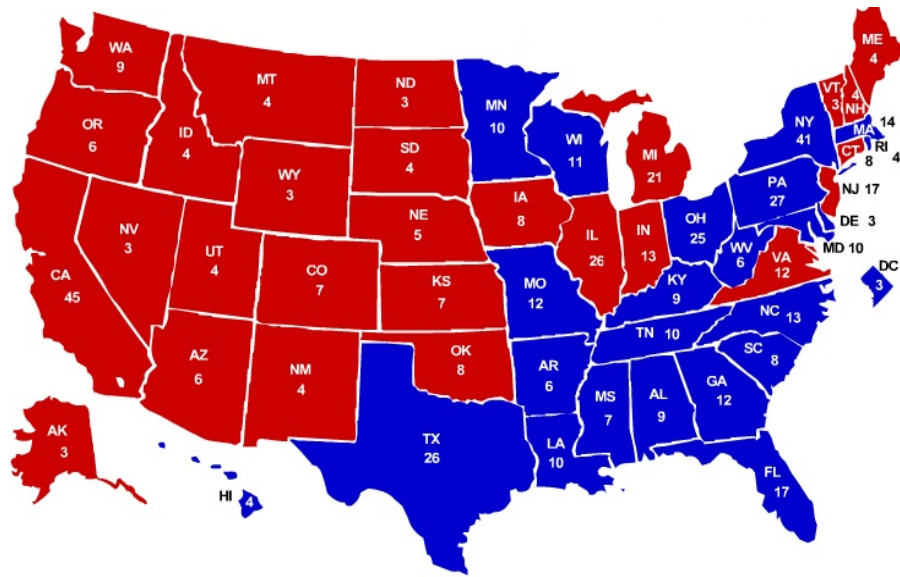 WA
9
OR
6
CA
45
NV
3
ID
4
MT
4
WY
3
UT
4
CO
7
AZ
6
NM
4
ND
3
SD
4
NE
5
KS
7
OK
8
TX
26
MN
10
IA
8
MO
12
AR
6
LA
10
WI
11
IL
26
MI
21
IN
13
OH
25
KY
9
TN 10
MS
7
AL
9
GA
12
FL
17
SC
8
NC 13
VA
12
WV
6
PA
27
NY
41
VT
3
4
NH
ME
4
MA
14
RI
4
CT
8
NJ 17
DE 3
MD 10
DC
3
AK
3
HI
4